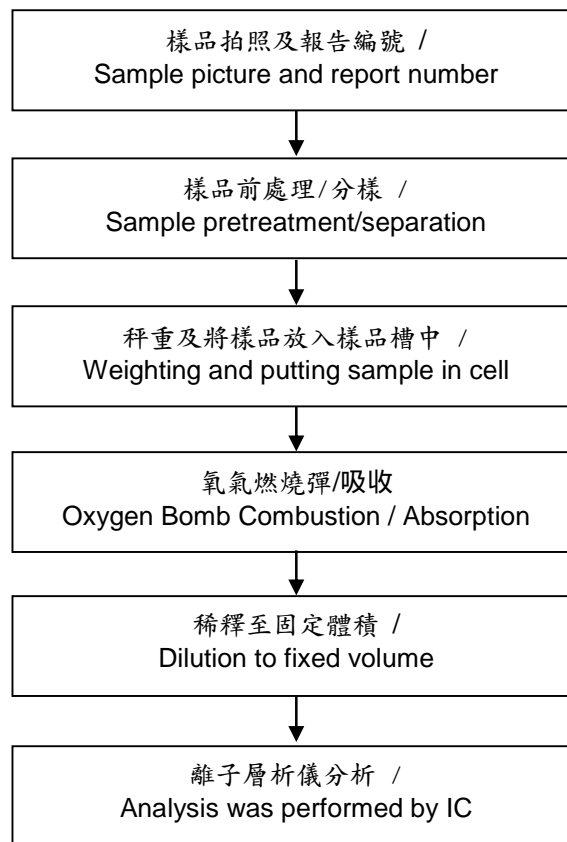 樣品拍照及報告編號 /
Sample picture and report number
樣品前處理/分樣 /
Sample pretreatment/separation
秤重及將樣品放入樣品槽中 /
Weighting and putting sample in cell
氧氣燃燒彈/吸收
Oxygen Bomb Combustion / Absorption
稀釋至固定體積 /
Dilution to fixed volume
離子層析儀分析 /
Analysis was performed by IC